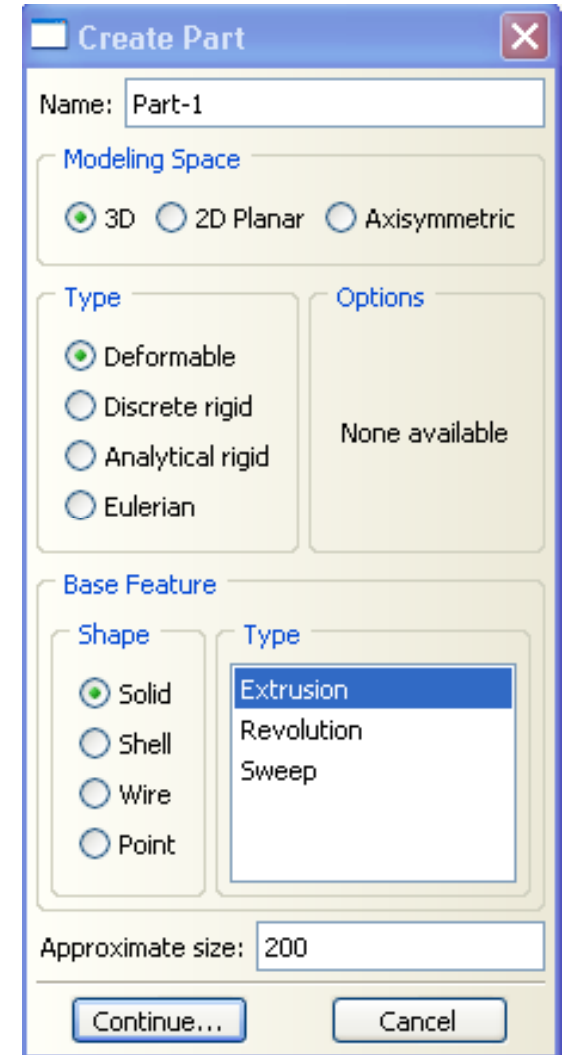 Create Part
Name: Part-1
Modeling Space
3D 2D Planar Axisymmetric
Type
Deformable
Discrete rigid
Analytical rigid
Eulerian
Options
None available
Base Feature
Shape
Solid
Shell
Wire
Point
Type
Extrusion
Revolution
Sweep
Approximate size: 200
Continue... Cancel